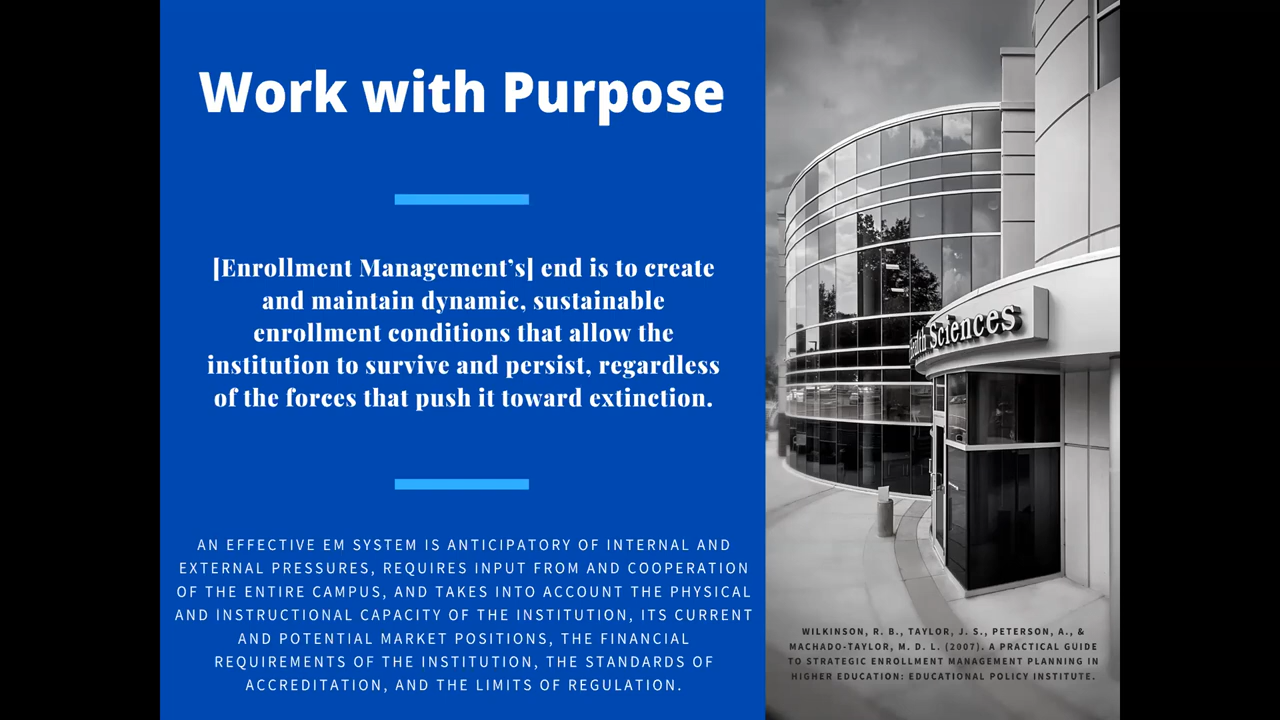 Work with Purpose
[Enrollment Management’s] end is to create
and maintain dynamic, sustainable
enrollment conditions that allow the
institution to survive and persist, regardless
of the forces that push it toward extinction.
AN EFFECTIVE EM SYSTEM IS ANTICIPATORY OF INTERNAL AND
EXTERNAL PRESSURES, REQUIRES INPUT FROM AND COOPERATION
OF THE ENTIRE CAMPUS, AND TAKES INTO ACCOUNT THE PHYSICAL
AND INSTRUCTIONAL CAPACITY OF THE INSTITUTION, ITS CURRENT
AND POTENTIAL MARKET POSITIONS, THE FINANCIAL
REQUIREMENTS OF THE INSTITUTION, THE STANDARDS OF
ACCREDITATION, AND THE LIMITS OF REGULATION.
Sciences
WILKINSON, R. B., TAYLOR, J. S., PETERSON, A., &
MACHADO-TAYLOR, M. D. L. (2007). A PRACTICAL GUIDE
TO STRATEGIC ENROLLMENT MANAGEMENT PLANNING IN
HIGHER EDUCATION: EDUCATIONAL POLICY INSTITUTE.